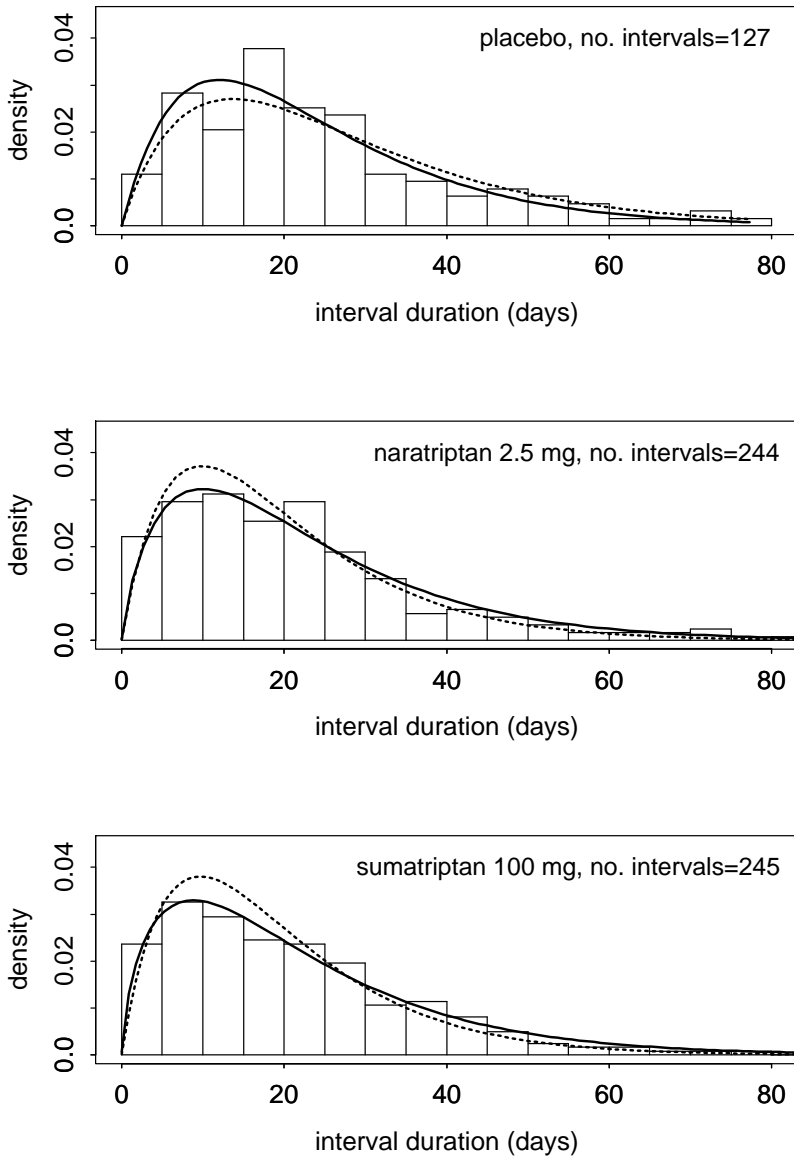 placebo, no. intervals=127
density
0.0 0.02 0.04
0 20 40 60 80
interval duration (days)
naratriptan 2.5 mg, no. intervals=244
density
0.0 0.02 0.04
0 20 40 60 80
interval duration (days)
sumatriptan 100 mg, no. intervals=245
density
0.0 0.02 0.04
0 20 40 60 80
interval duration (days)